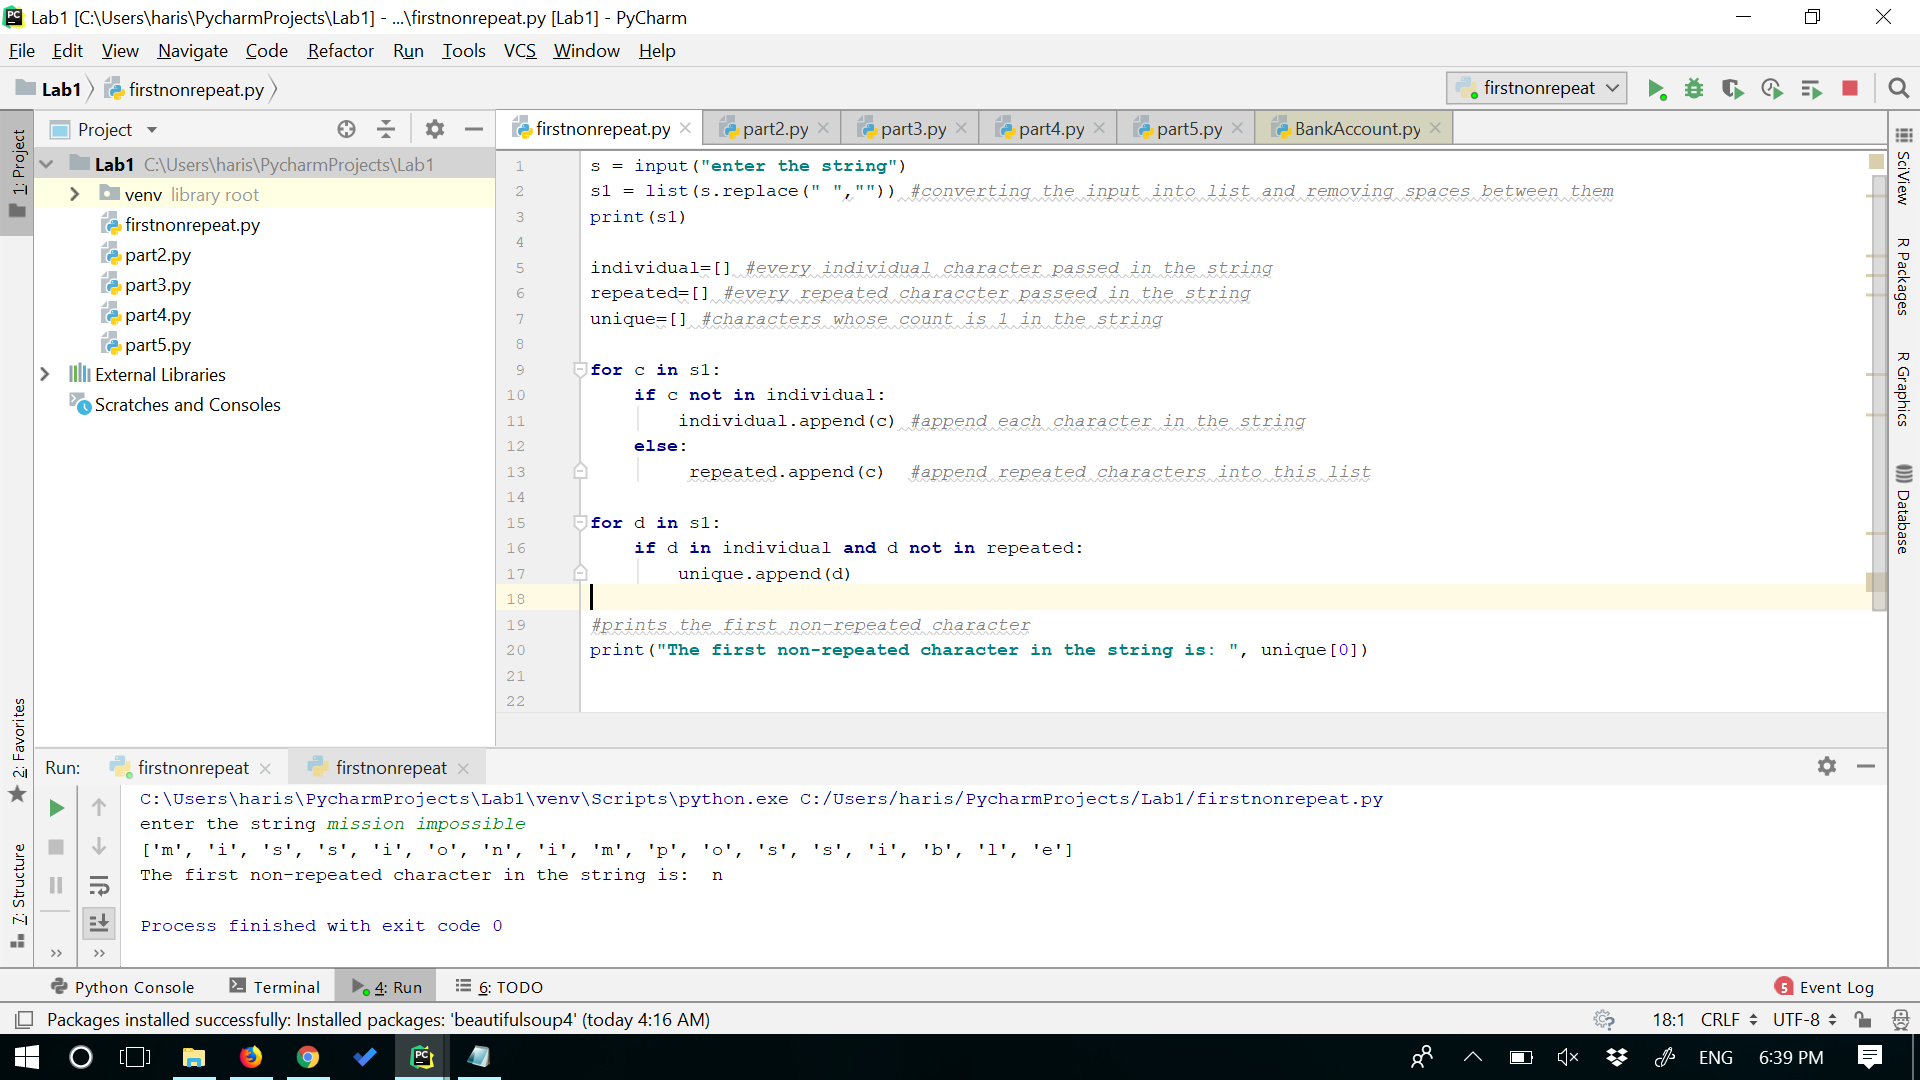 Lab1 [C:\Users\haris\PycharmProjects\Lab1] - ...\firstnonrepeat.py [Lab1] - PyCharm
File Edit View Navigate Code Refactor Run Tools VCS Window Help
Lab1 firstnonrepeat.py firstnonrepeat
Project
firstnonrepeat.py part2.py part3.py part4.py part5.py BankAccount.py
1: Project
Lab1 C:\Users\haris\PycharmProjects\Lab1
venv library root
firstnonrepeat.py
part2.py
part3.py
part4.py
part5.py
External Libraries
Scratches and Consoles
1 s = input("enter the string")
2 s1 = list(s.replace(" ","")) #converting the input into list and removing spaces between them
3 print(s1)
4
5 individual=[] #every individual character passed in the string
6 repeated=[] #every repeated characcter passeed in the string
7 unique=[] #characters whose count is 1 in the string
8
9 for c in s1:
10 if c not in individual:
11 individual.append(c) #append each character in the string
12 else:
13 repeated.append(c) #append repeated characters into this list
14
15 for d in s1:
16 if d in individual and d not in repeated:
17 unique.append(d)
18
19 #prints the first non-repeated character
20 print("The first non-repeated character in the string is: ", unique[0])
21
22
SciView
R Packages
R Graphics
Database
2: Favorites
7: Structure
Run: firstnonrepeat firstnonrepeat
C:\Users\haris\PycharmProjects\Lab1\venv\Scripts\python.exe C:/Users/haris/PycharmProjects/Lab1/firstnonrepeat.py
enter the string mission impossible
['m', 'i', 's', 's', 'i', 'o', 'n', 'i', 'm', 'p', 'o', 's', 's', 'i', 'b', 'l', 'e']
The first non-repeated character in the string is:  n
Process finished with exit code 0
Python Console Terminal 4: Run 6: TODO 5 Event Log
Packages installed successfully: Installed packages: 'beautifulsoup4' (today 4:16 AM) 18:1 CRLF UTF-8
PC ENG 6:39 PM